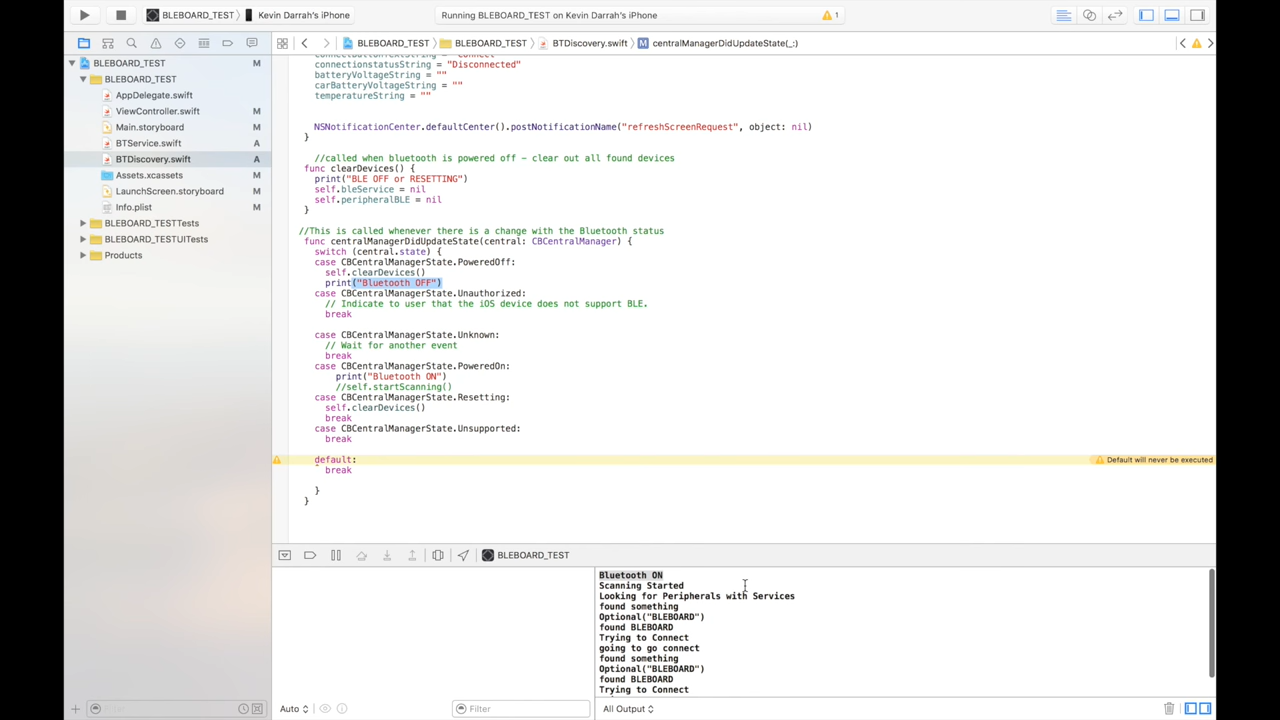 BLEBOARD_TEST
Kevin Darrah's iPhone
Running BLEBOARD_TEST on Kevin Darrah's iPhone
1
BLEBOARD_TEST
BLEBOARD_TEST
BTDiscovery.swift
M
centralManagerDidUpdateState(_:)
BLEBOARD_TEST M
BLEBOARD_TEST
AppDelegate.swift
ViewController.swift M
Main.storyboard M
BTService.swift A
BTDiscovery.swift A
Assets.xcassets M
LaunchScreen.storyboard M
Info.plist M
BLEBOARD_TESTTests
BLEBOARD_TESTUITests
Products
connectionstatusString = "Disconnected"
batteryVoltageString = ""
carBatteryVoltageString = ""
temperatureString = ""
NSNotificationCenter.defaultCenter().postNotificationName("refreshScreenRequest", object: nil)
}
//called when bluetooth is powered off - clear out all found devices
func clearDevices() {
print("BLE OFF or RESETTING")
self.bleService = nil
self.peripheralBLE = nil
}
//This is called whenever there is a change with the Bluetooth status
func centralManagerDidUpdateState(central: CBCentralManager) {
switch (central.state) {
case CBCentralManagerState.PoweredOff:
self.clearDevices()
print("Bluetooth OFF")
case CBCentralManagerState.Unauthorized:
// Indicate to user that the iOS device does not support BLE.
break
case CBCentralManagerState.Unknown:
// Wait for another event
break
case CBCentralManagerState.PoweredOn:
print("Bluetooth ON")
//self.startScanning()
case CBCentralManagerState.Resetting:
self.clearDevices()
break
case CBCentralManagerState.Unsupported:
break
default:
Default will never be executed
break
}
}
BLEBOARD_TEST
Bluetooth ON
Scanning Started
Looking for Peripherals with Services
found something
Optional("BLEBOARD")
found BLEBOARD
Trying to Connect
going to go connect
found something
Optional("BLEBOARD")
found BLEBOARD
Trying to Connect
Filter
Auto
Filter
All Output